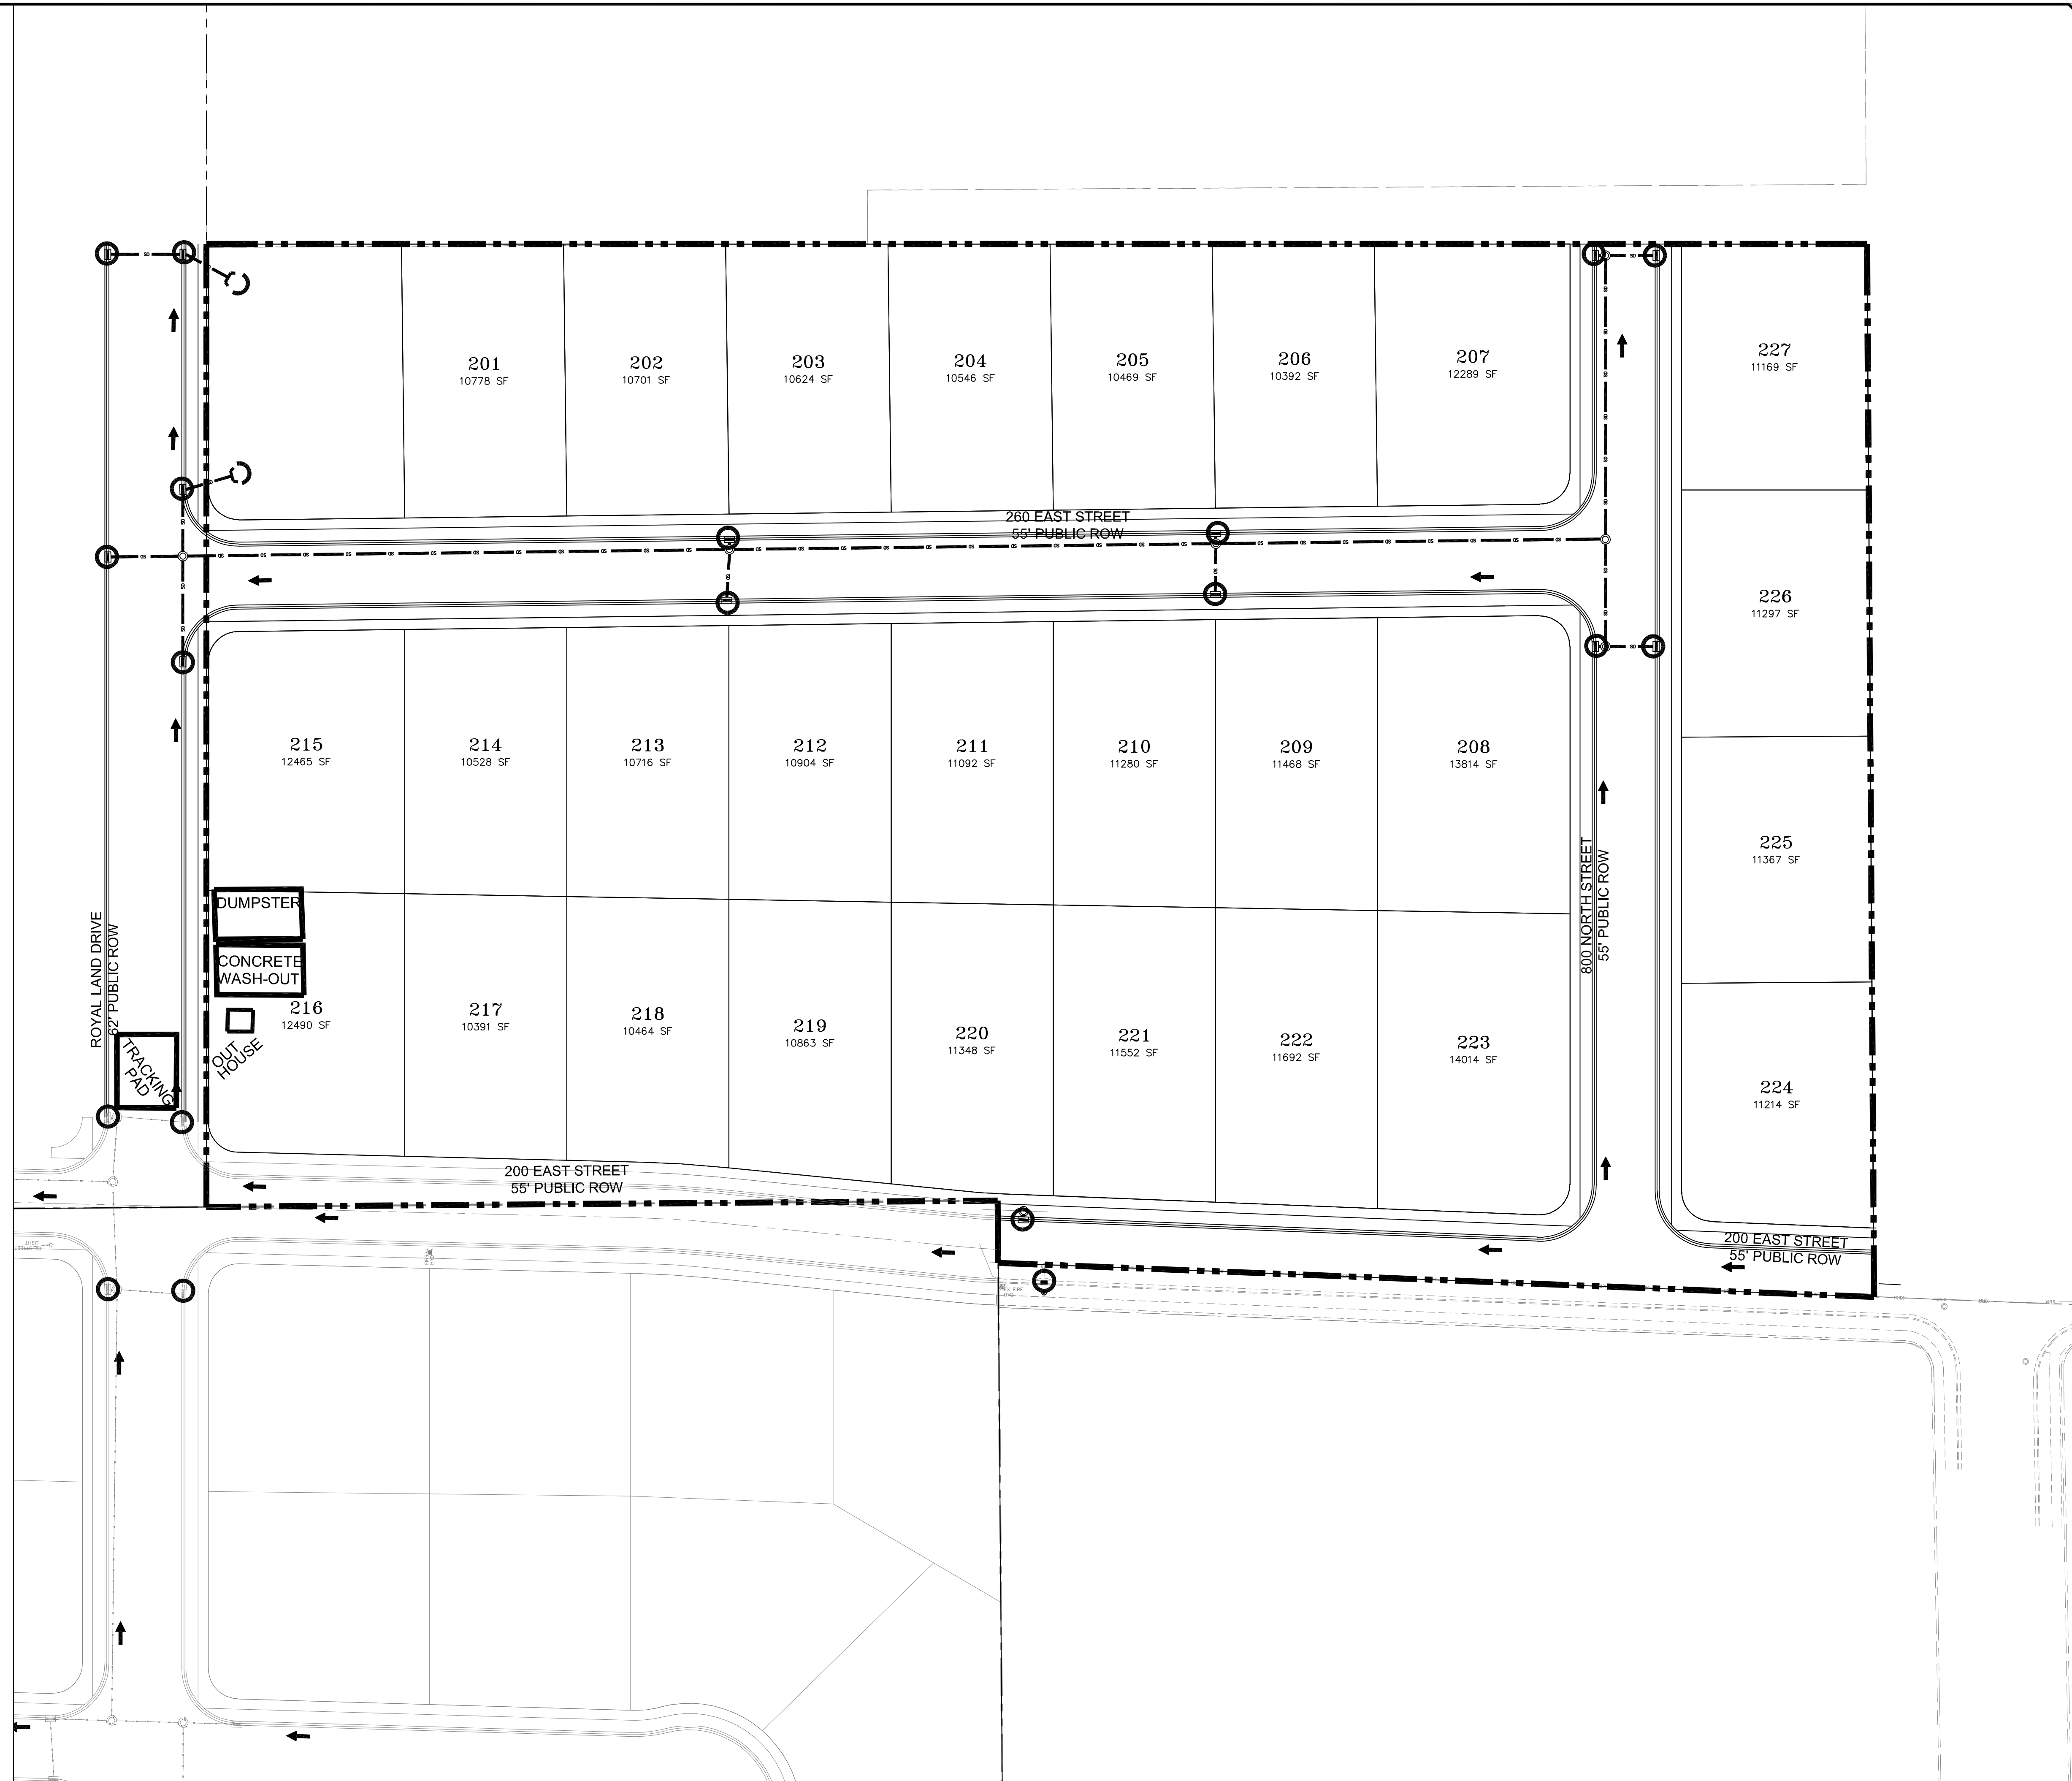 201
10778 SF
202
10701 SF
203
10624 SF
204
10546 SF
205
10469 SF
206
10392 SF
207
12289 SF
227
11169 SF
260 EAST STREET
55' PUBLIC ROW
226
11297 SF
215
12465 SF
214
10528 SF
213
10716 SF
212
10904 SF
211
11092 SF
210
11280 SF
209
11468 SF
208
13814 SF
225
11367 SF
800 NORTH STREET
55' PUBLIC ROW
ROYAL LAND DRIVE
62' PUBLIC ROW
DUMPSTER
CONCRETE
WASH-OUT
216
12490 SF
OUT
HOUSE
TRACKING
PAD
217
10391 SF
218
10464 SF
219
10863 SF
220
11348 SF
221
11552 SF
222
11692 SF
223
14014 SF
224
11214 SF
200 EAST STREET
55' PUBLIC ROW
200 EAST STREET
55' PUBLIC ROW
EX FIRE